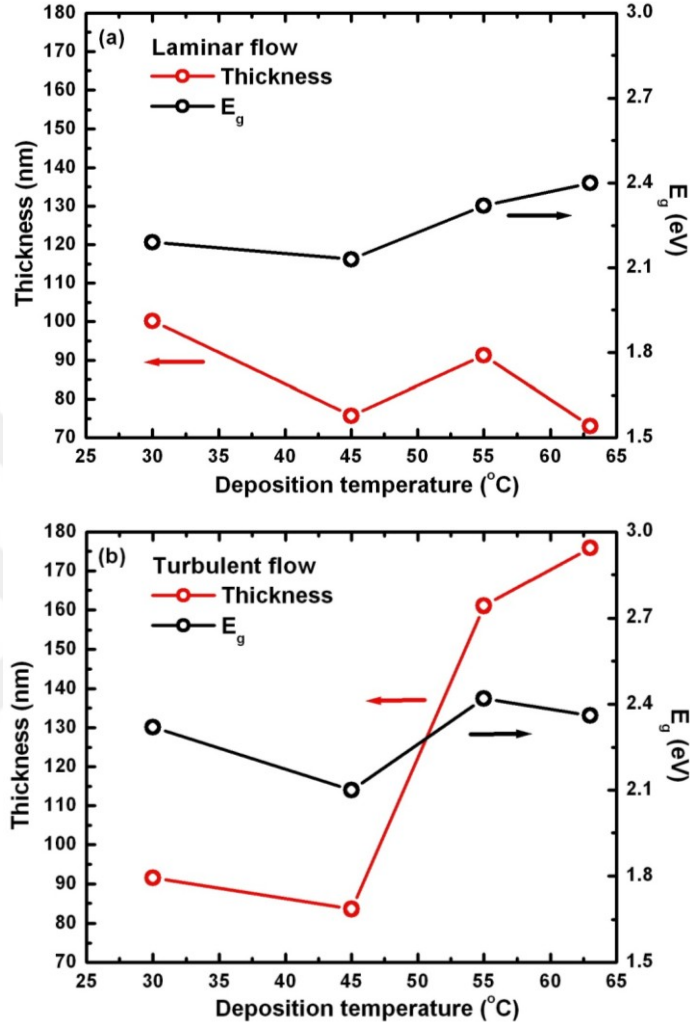 (a)
Laminar flow
Thickness
E_g
Thickness (nm)
180
170
160
150
140
130
120
110
100
90
80
70
3.0
2.7
2.4
2.1
1.8
1.5
E_g (eV)
25 30 35 40 45 50 55 60 65
Deposition temperature (°C)
(b)
Turbulent flow
Thickness
E_g
Thickness (nm)
180
170
160
150
140
130
120
110
100
90
80
70
3.0
2.7
2.4
2.1
1.8
1.5
E_g (eV)
25 30 35 40 45 50 55 60 65
Deposition temperature (°C)